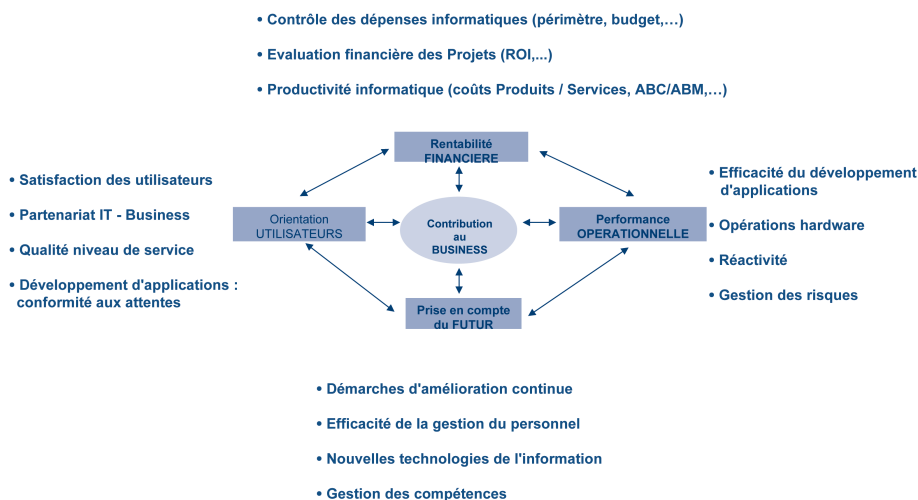 • Contrôle des dépenses informatiques (périmètre, budget,…)
• Evaluation financière des Projets (ROI,...)
• Productivité informatique (coûts Produits / Services, ABC/ABM,…)
Rentabilité
FINANCIERE
• Satisfaction des utilisateurs
• Partenariat IT - Business
• Qualité niveau de service
• Développement d'applications :
conformité aux attentes
Orientation
UTILISATEURS
Contribution
au
BUSINESS
Performance
OPERATIONNELLE
• Efficacité du développement
d'applications
• Opérations hardware
• Réactivité
• Gestion des risques
Prise en compte
du FUTUR
• Démarches d'amélioration continue
• Efficacité de la gestion du personnel
• Nouvelles technologies de l'information
• Gestion des compétences